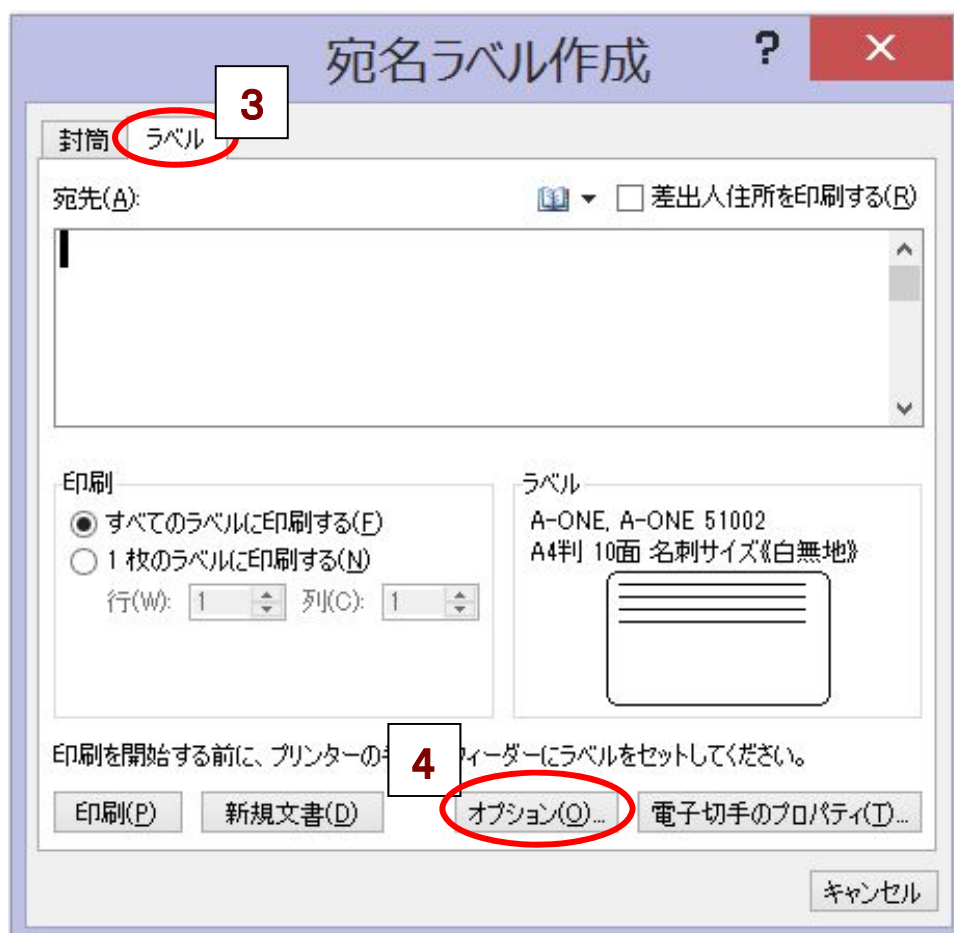 宛名ラベル作成 ? ×
3
封筒 ラベル
宛先(A): 差出人住所を印刷する(R)
印刷
すべてのラベルに印刷する(F)
1 枚のラベルに印刷する(N)
行(W): 1 列(C): 1
ラベル
A-ONE, A-ONE 51002
A4判 10面 名刺サイズ《白無地》
印刷を開始する前に、プリンターの ィーダーにラベルをセットしてください。
4
印刷(P) 新規文書(D) オプション(O)... 電子切手のプロパティ(T)...
キャンセル